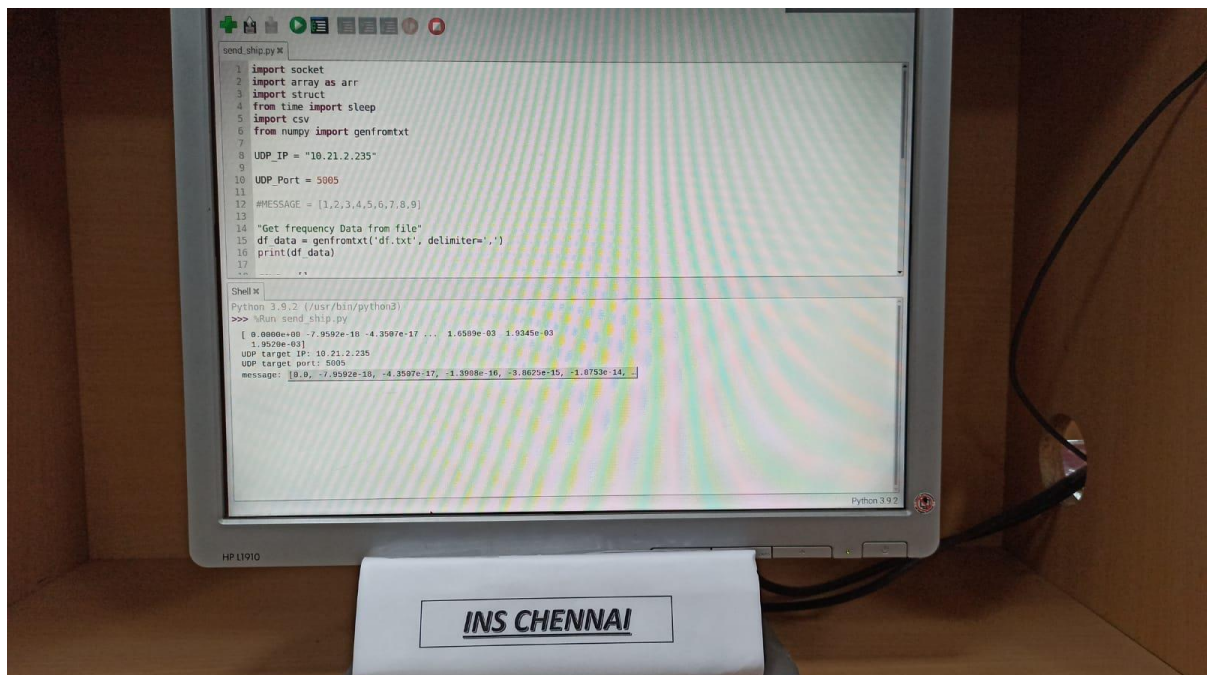 send_ship.py ×
1 import socket
2 import array as arr
3 import struct
4 from time import sleep
5 import csv
6 from numpy import genfromtxt
7
8 UDP_IP = "10.21.2.235"
9
10 UDP_Port = 5005
11
12 #MESSAGE = [1,2,3,4,5,6,7,8,9]
13
14 "Get frequency Data from file"
15 df_data = genfromtxt('df.txt', delimiter=',')
16 print(df_data)
17
Shell ×
Python 3.9.2 (/usr/bin/python3)
>>> %Run send_ship.py
[ 0.0000e+00 -7.9592e-18 -4.3507e-17 ... 1.6589e-03 1.9345e-03
1.9529e-03]
UDP target IP: 10.21.2.235
UDP target port: 5005
message: [0.0, -7.9592e-18, -4.3507e-17, -1.3908e-16, -3.8625e-15, -1.8753e-14, …
Python 3.9.2
HP L1910
INS CHENNAI